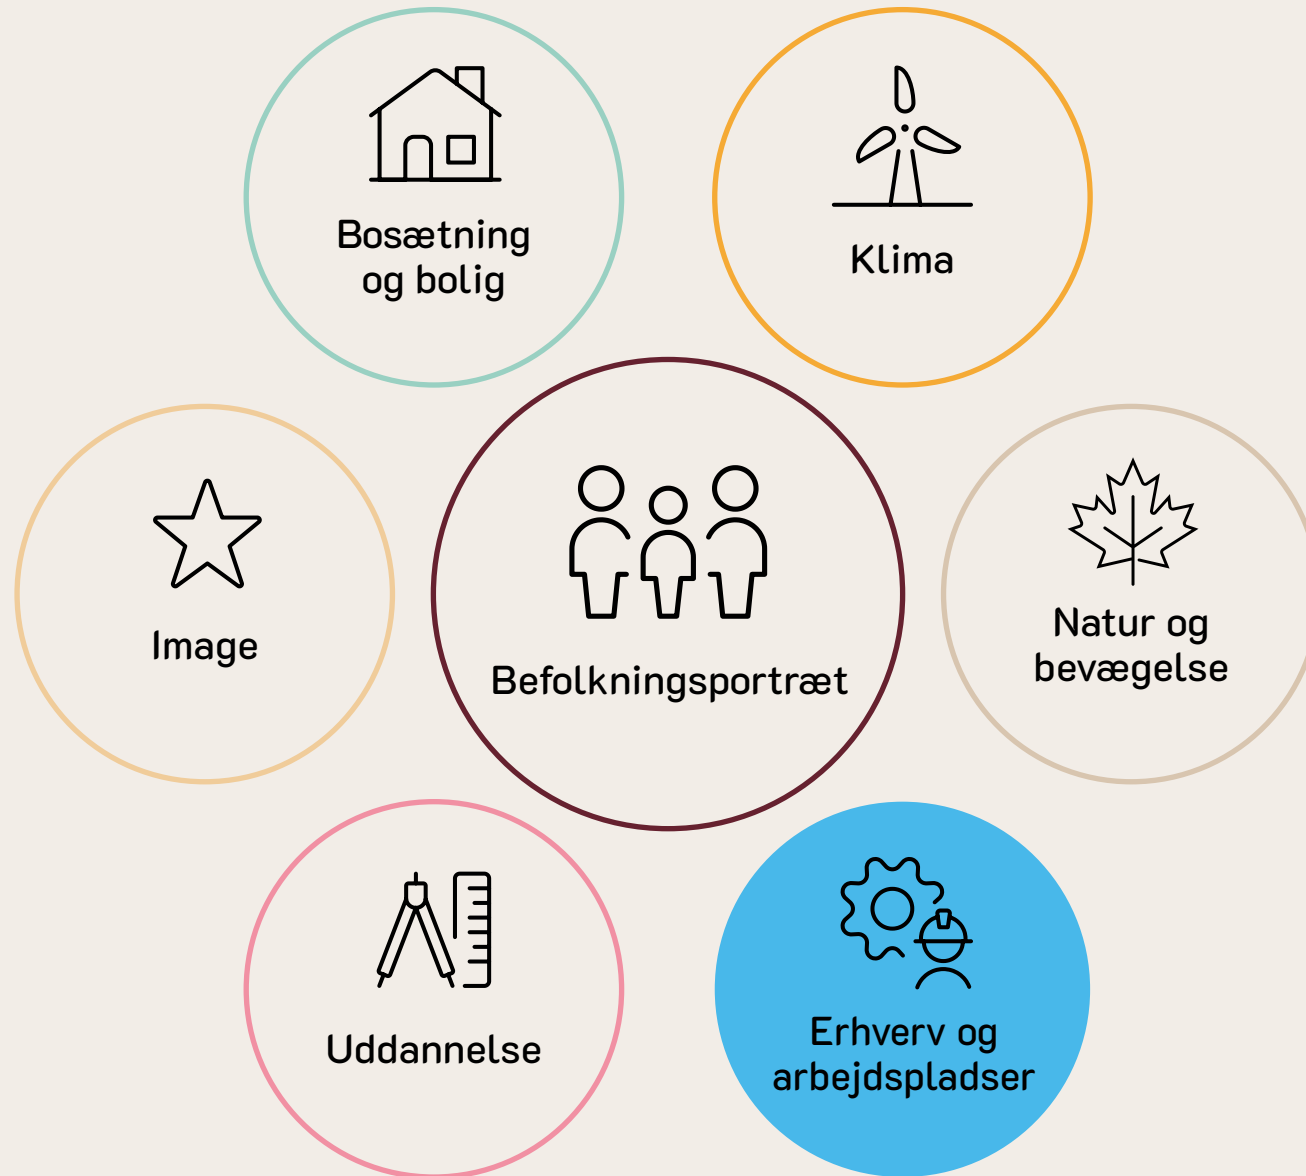 Bosætning
og bolig
Klima
Image
Befolkningsportræt
Natur og
bevægelse
Uddannelse
Erhverv og
arbejdspladser